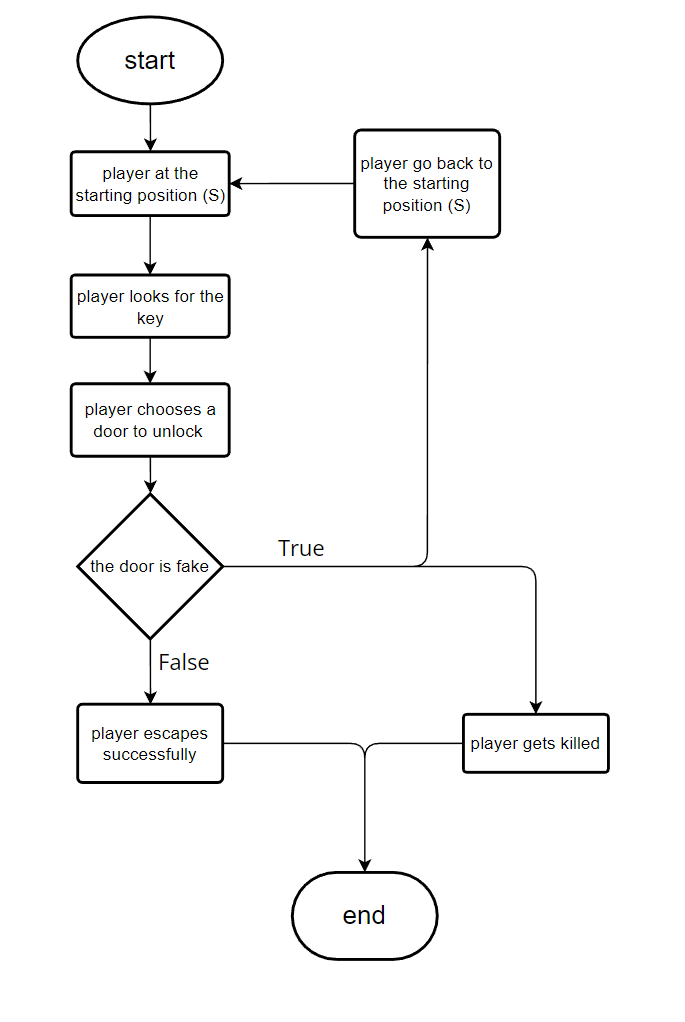 start
player at the
starting position (S)
player go back to
the starting
position (S)
player looks for the
key
player chooses a
door to unlock
the door is fake
True
False
player escapes
successfully
player gets killed
end